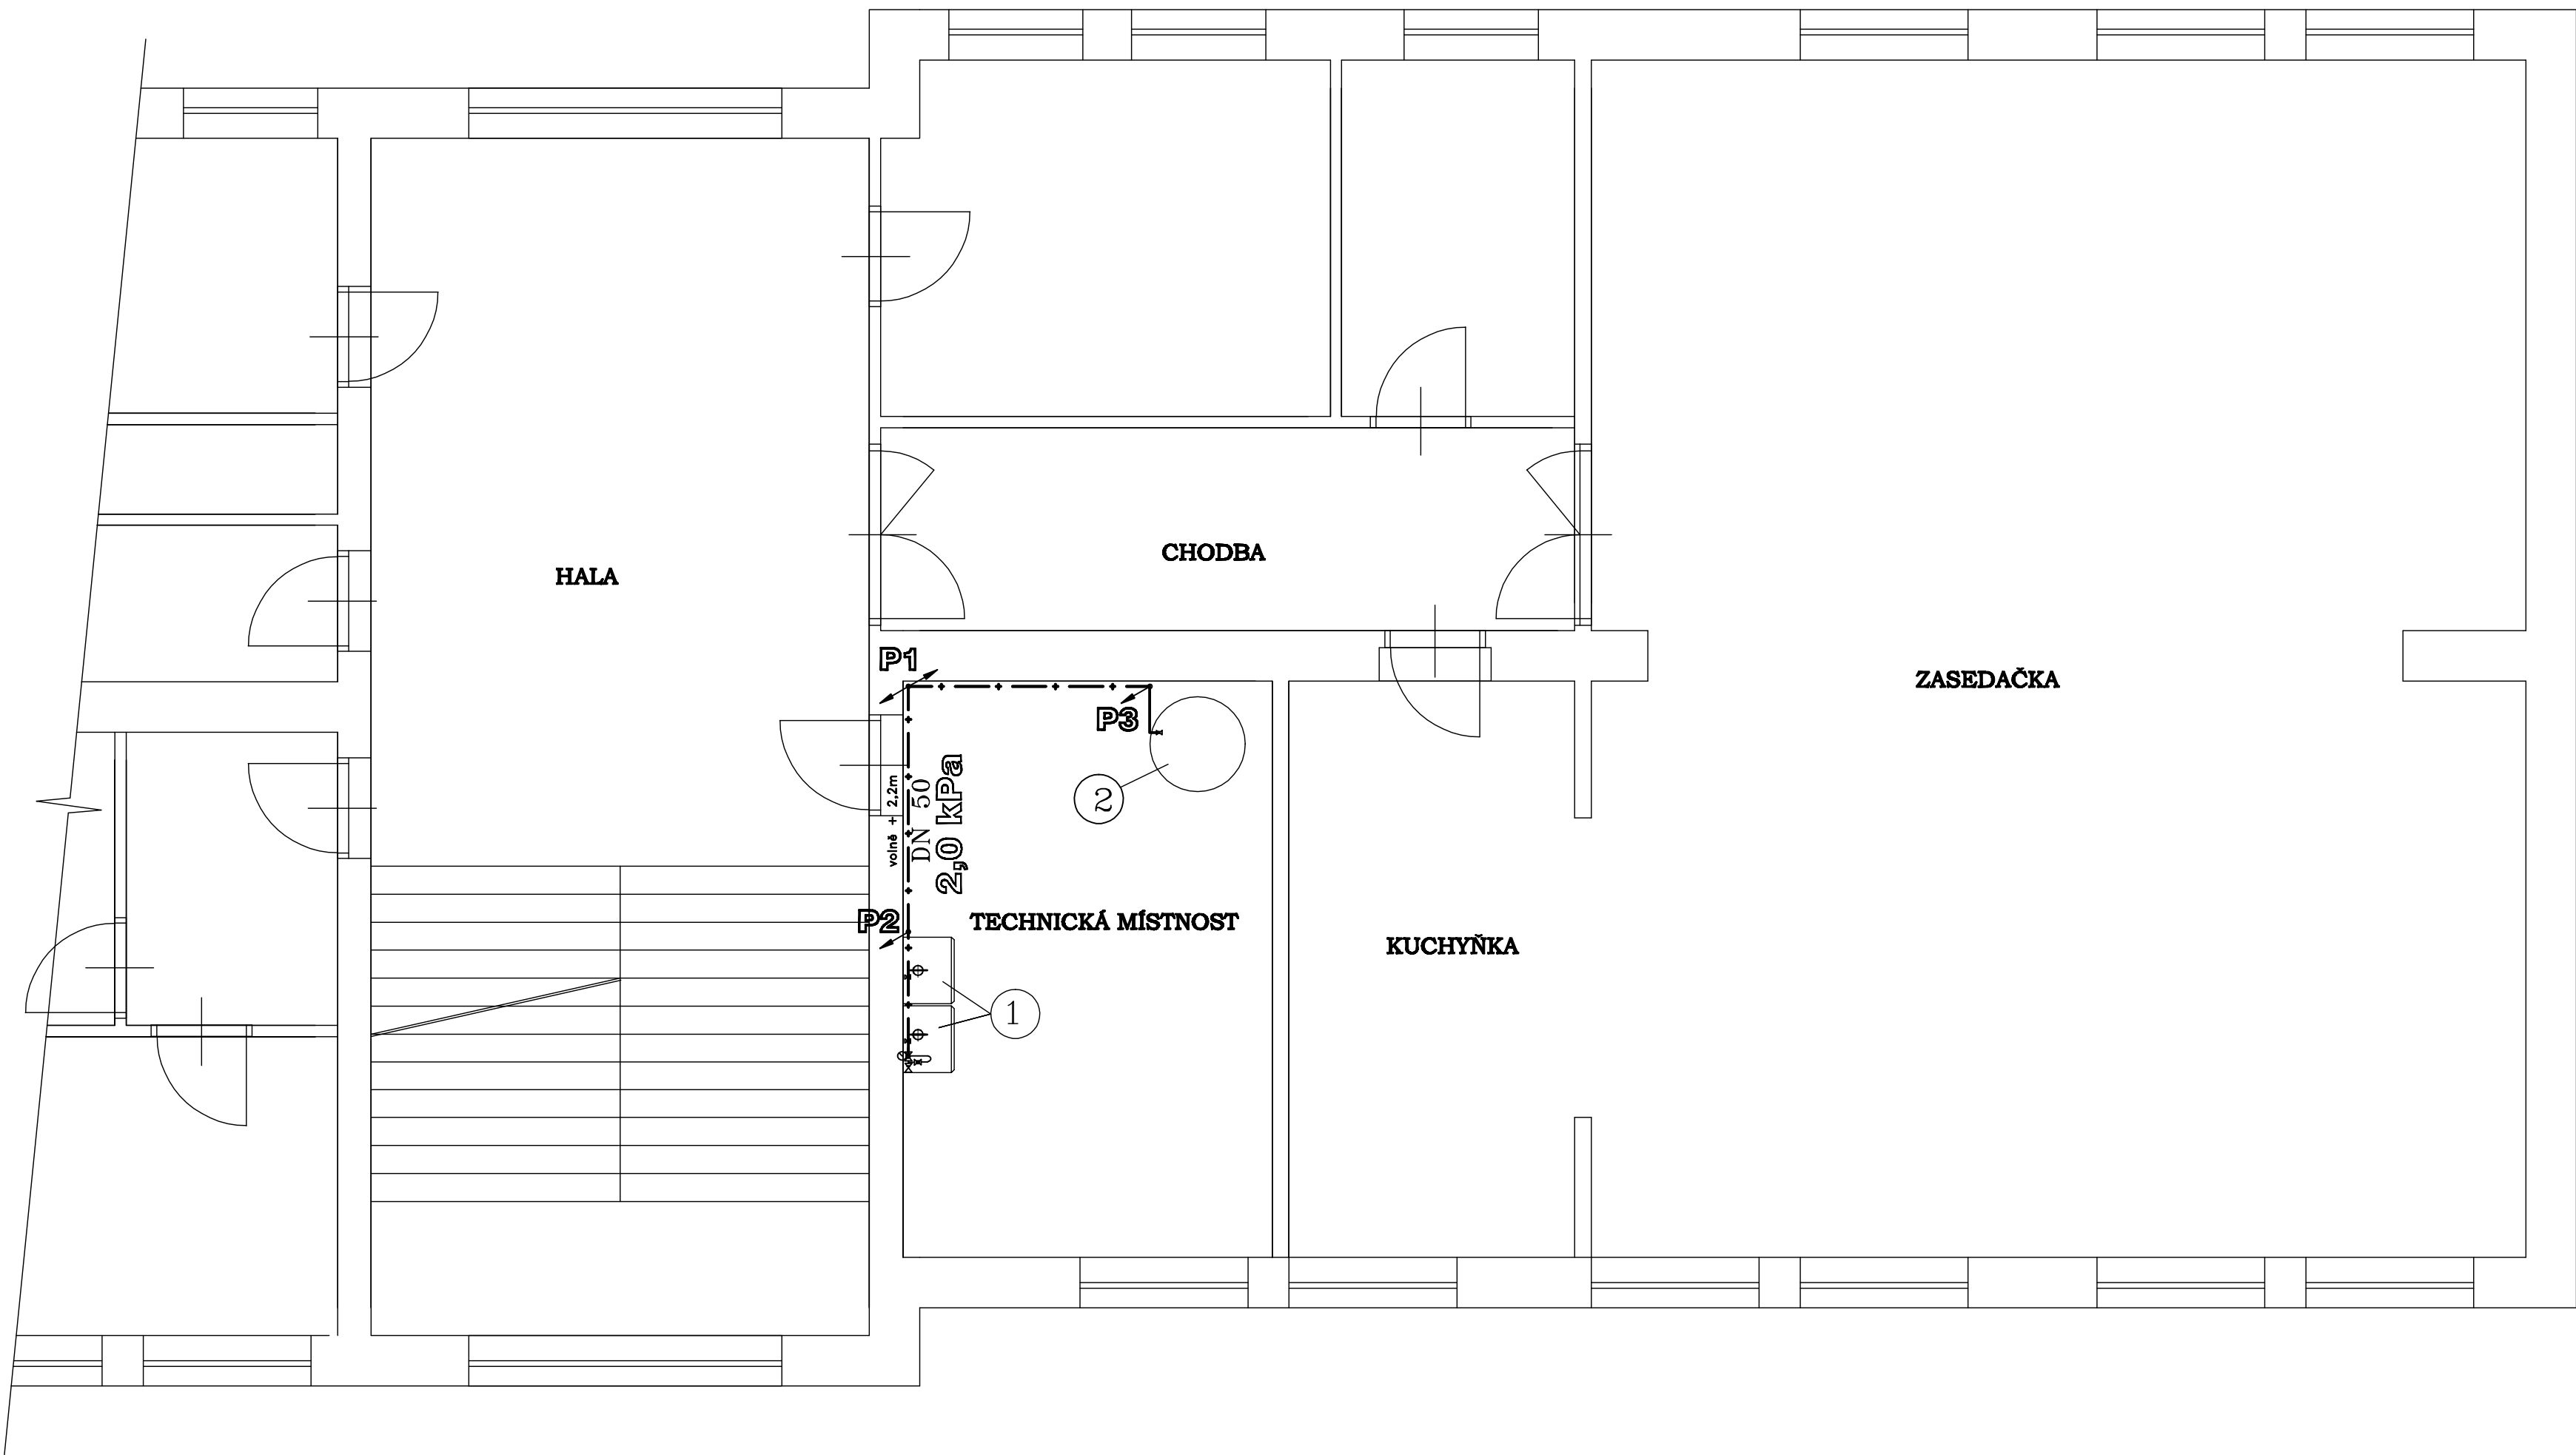 CHODBA
HALA
P1
ZASEDAČKA
P3
volně + 2,2m
DN 50
2,0 kPa
2
P2
TECHNICKÁ MÍSTNOST
KUCHYŇKA
1